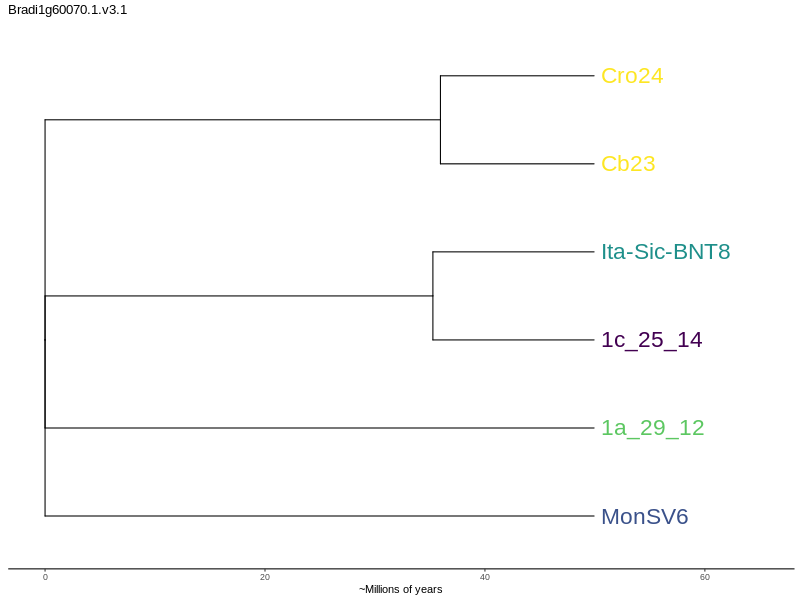 Bradi1g60070.1.v3.1
Cro24
Cb23
Ita-Sic-BNT8
1c_25_14
1a_29_12
MonSV6
0 20 40 60
~Millions of years